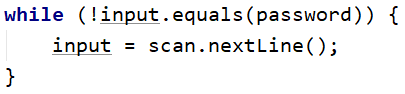 while (!input.equals(password)) {
    input = scan.nextLine();
}